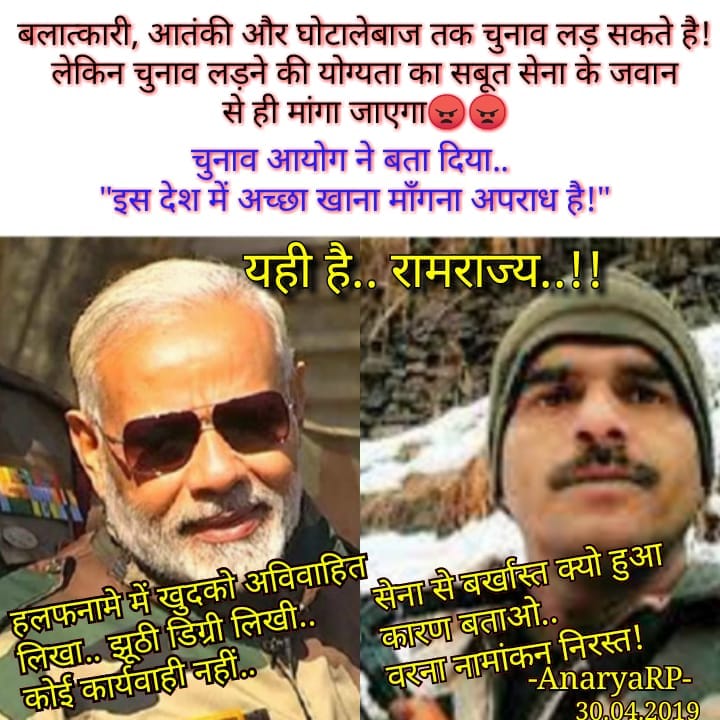 बलात्कारी, आतंकी और घोटालेबाज तक चुनाव लड़ सकते है!
लेकिन चुनाव लड़ने की योग्यता का सबूत सेना के जवान
से ही मांगा जाएगा😡😡
चुनाव आयोग ने बता दिया..
"इस देश में अच्छा खाना माँगना अपराध है!"
यही है.. रामराज्य..!!
हलफनामे में खुदको अविवाहित
लिखा.. झूठी डिग्री लिखी..
कोई कार्यवाही नहीं..
सेना से बर्खास्त क्यो हुआ
कारण बताओ..
वरना नामांकन निरस्त!
-AnaryaRP-
30.04.2019